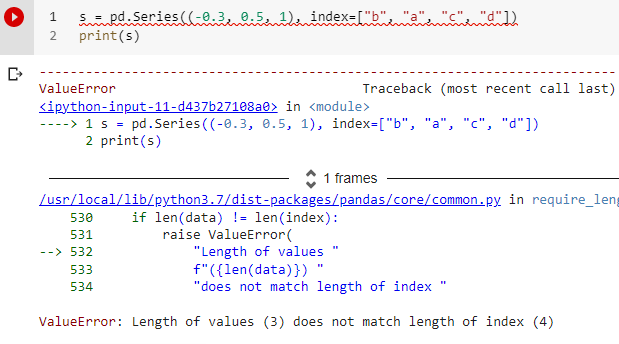 1 s = pd.Series((-0.3, 0.5, 1), index=["b", "a", "c", "d"])
2 print(s)
---------------------------------------------------------------------------
ValueError Traceback (most recent call last)
<ipython-input-11-d437b27108a0> in <module>
----> 1 s = pd.Series((-0.3, 0.5, 1), index=["b", "a", "c", "d"])
2 print(s)
1 frames
/usr/local/lib/python3.7/dist-packages/pandas/core/common.py in require_leng
530 if len(data) != len(index):
531 raise ValueError(
--> 532 "Length of values "
533 f"({len(data)}) "
534 "does not match length of index "
ValueError: Length of values (3) does not match length of index (4)